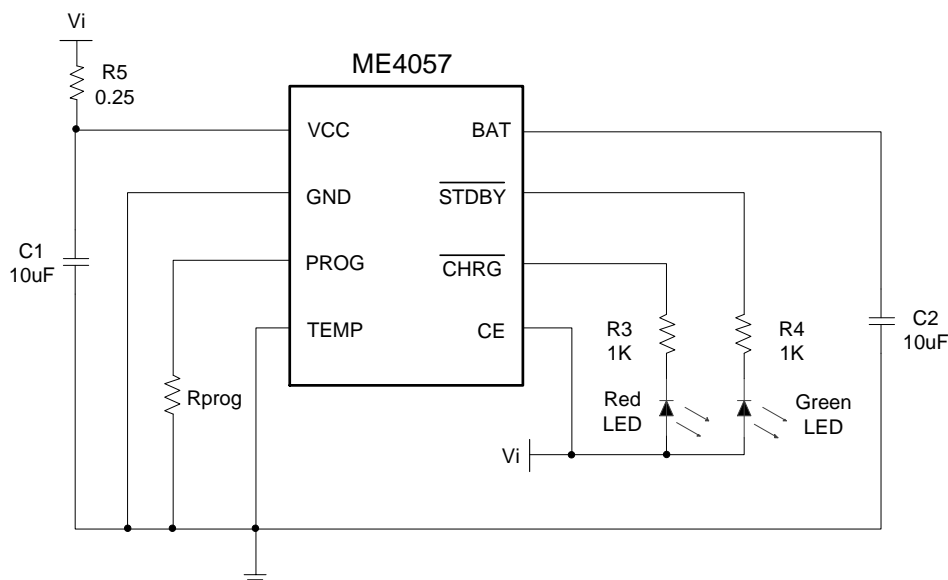 Vi
R5
0.25
ME4057
VCC
BAT
GND
STDBY
PROG
CHRG
TEMP
CE
C1
10uF
Rprog
R3
1K
R4
1K
C2
10uF
Red
LED
Green
LED
Vi